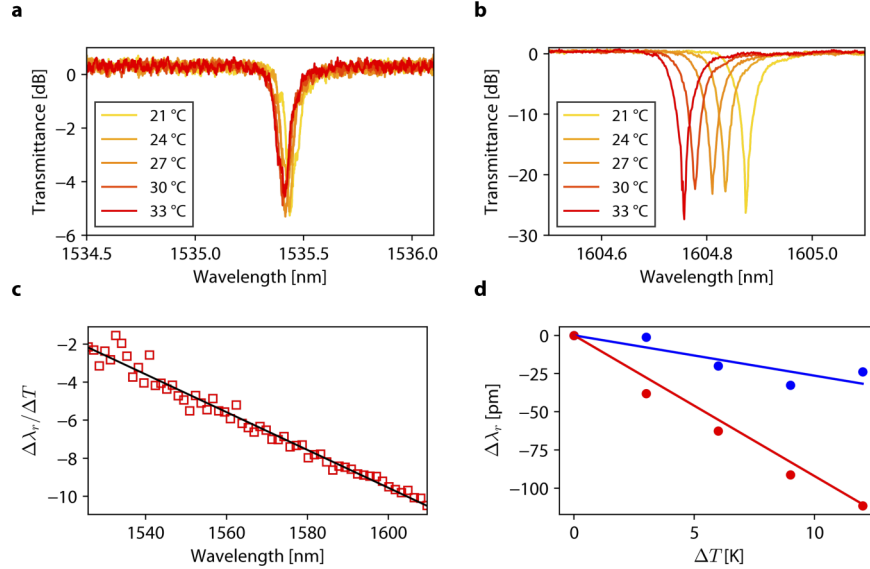 a
0
−2
−4
−6
Transmittance [dB]
21 °C
24 °C
27 °C
30 °C
33 °C
1534.5
1535.0
1535.5
1536.0
Wavelength [nm]
b
0
−10
−20
−30
Transmittance [dB]
21 °C
24 °C
27 °C
30 °C
33 °C
1604.6
1604.8
1605.0
Wavelength [nm]
c
−2
−4
−6
−8
−10
Δλr/ΔT
1540
1560
1580
1600
Wavelength [nm]
d
0
−25
−50
−75
−100
Δλr [pm]
0
5
10
ΔT [K]